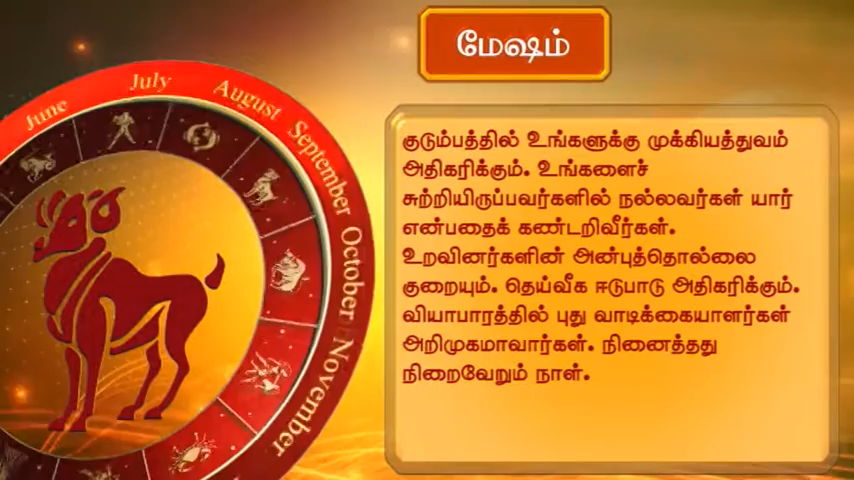 மேஷம்
June
July
August
September
October
November
குடும்பத்தில் உங்களுக்கு முக்கியத்துவம்
அதிகரிக்கும். உங்களைச்
சுற்றியிருப்பவர்களில் நல்லவர்கள் யார்
என்பதைக் கண்டறிவீர்கள்.
உறவினர்களின் அன்புத்தொல்லை
குறையும். தெய்வீக ஈடுபாடு அதிகரிக்கும்.
வியாபாரத்தில் புது வாடிக்கையாளர்கள்
அறிமுகமாவார்கள். நினைத்தது
நிறைவேறும் நாள்.